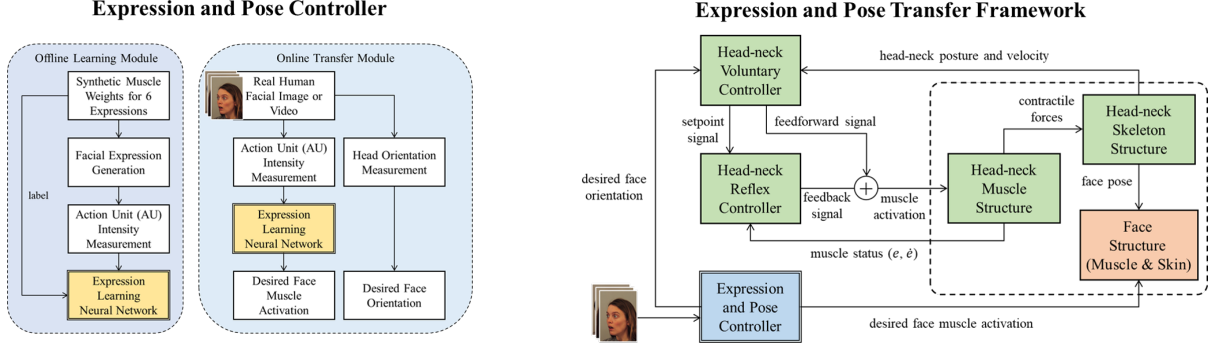 Expression and Pose Controller
Offline Learning Module
Synthetic Muscle
Weights for 6
Expressions
Facial Expression
Generation
label
Action Unit (AU)
Intensity
Measurement
Expression
Learning
Neural Network
Online Transfer Module
Real Human
Facial Image or
Video
Action Unit (AU)
Intensity
Measurement
Head Orientation
Measurement
Expression
Learning
Neural Network
Desired Face
Muscle
Activation
Desired Face
Orientation
Expression and Pose Transfer Framework
Head-neck
Voluntary
Controller
head-neck posture and velocity
setpoint
signal
feedforward signal
contractile
forces
Head-neck
Skeleton
Structure
desired face
orientation
Head-neck
Reflex
Controller
feedback
signal
+
muscle
activation
Head-neck
Muscle
Structure
face pose
muscle status (e, ė)
Face
Structure
(Muscle & Skin)
Expression
and Pose
Controller
desired face muscle activation